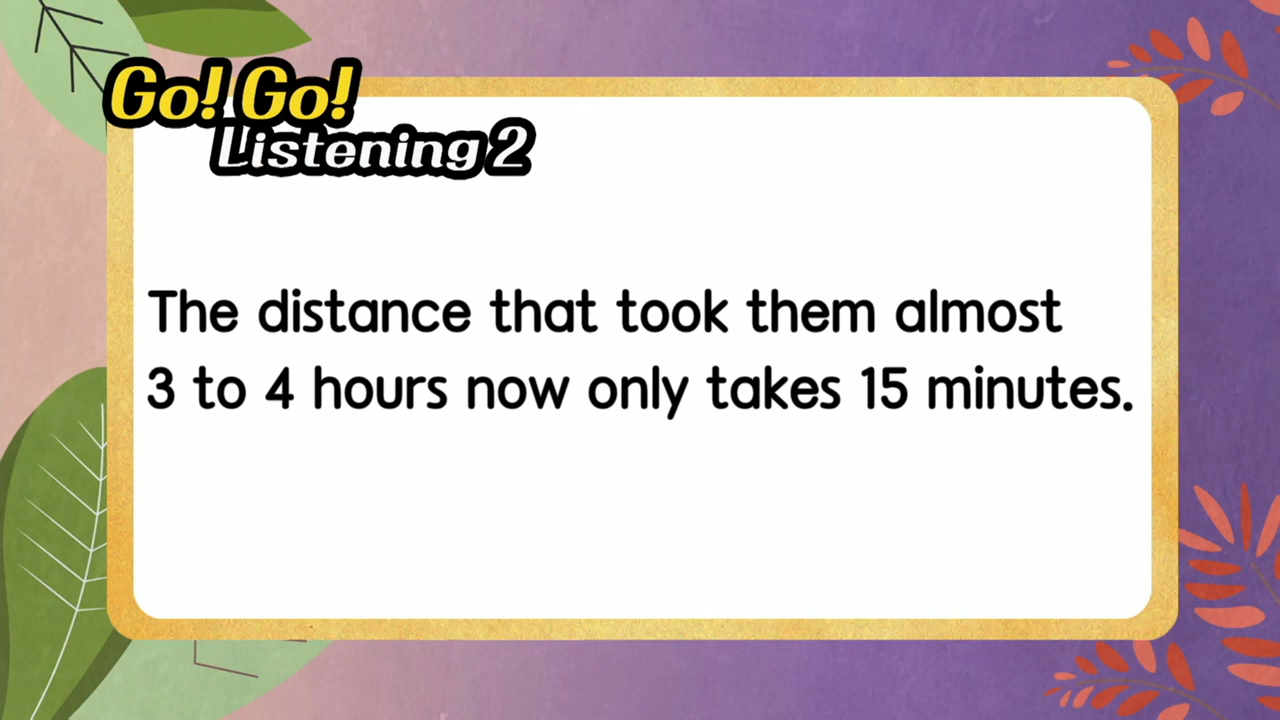 Go! Go!
Listening 2
The distance that took them almost
3 to 4 hours now only takes 15 minutes.